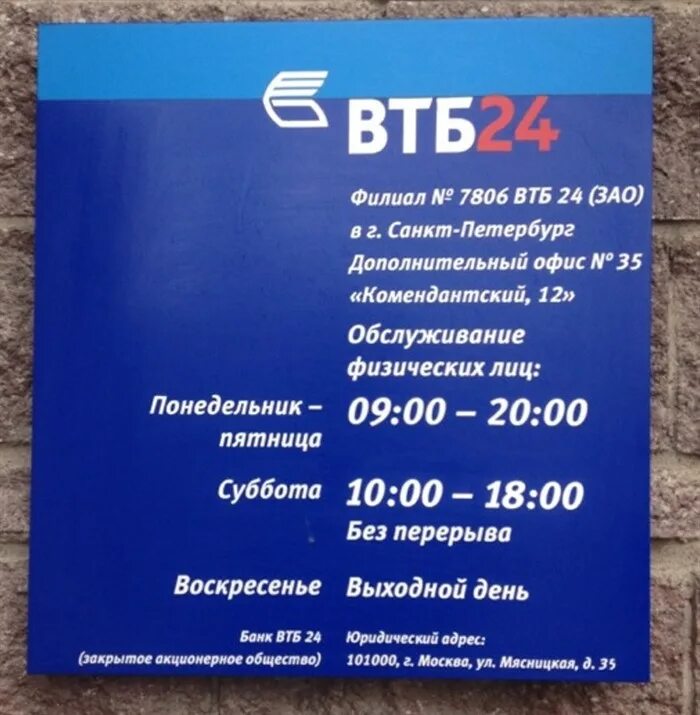 ВТБ24
Филиал № 7806 ВТБ 24 (ЗАО)
в г. Санкт-Петербург
Дополнительный офис № 35
«Комендантский, 12»
Обслуживание
физических лиц:
Понедельник – 09:00 – 20:00
пятница
Суббота 10:00 – 18:00
Без перерыва
Воскресенье Выходной день
Банк ВТБ 24
(закрытое акционерное общество)
Юридический адрес:
101000, г. Москва, ул. Мясницкая, д. 35